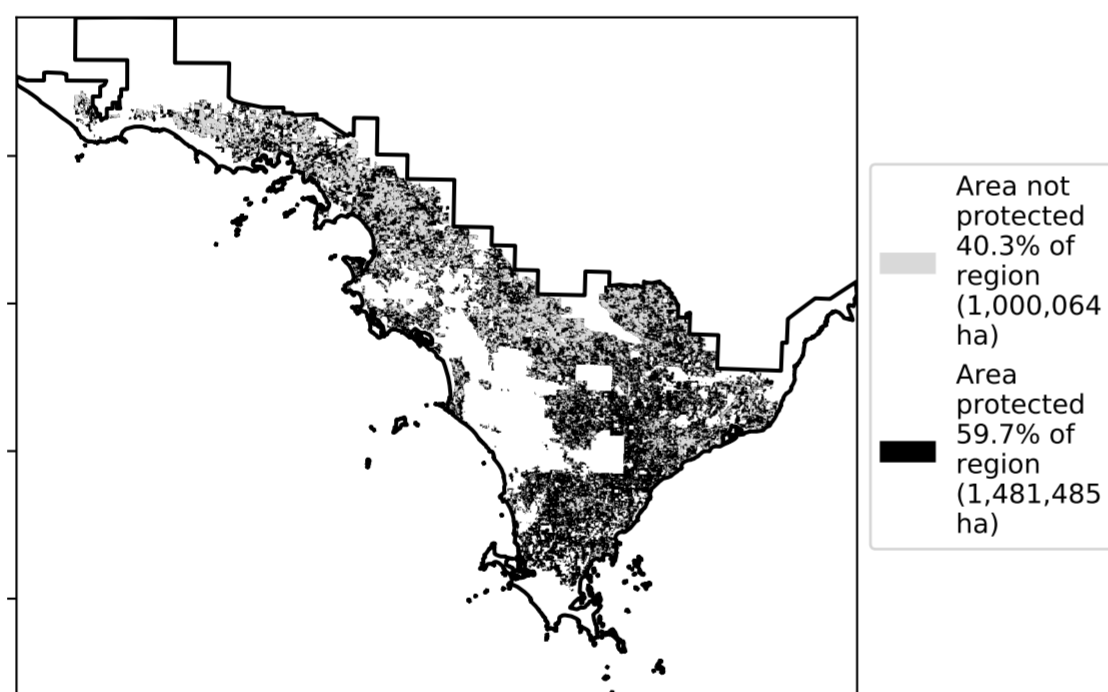 Area not
protected
40.3% of
region
(1,000,064
ha)
Area
protected
59.7% of
region
(1,481,485
ha)